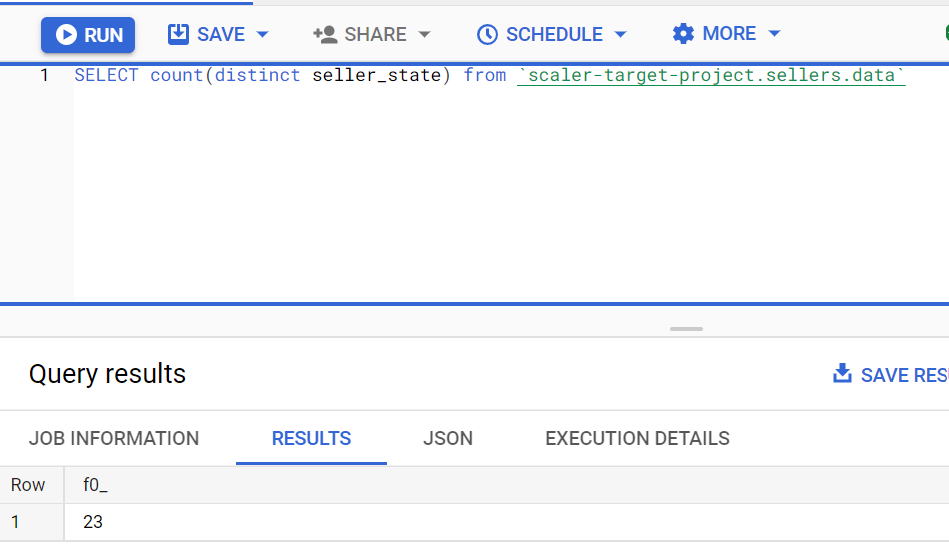 RUN SAVE SHARE SCHEDULE MORE
1 SELECT count(distinct seller_state) from `scaler-target-project.sellers.data`
Query results SAVE RESU
JOB INFORMATION RESULTS JSON EXECUTION DETAILS
Row f0_
1 23